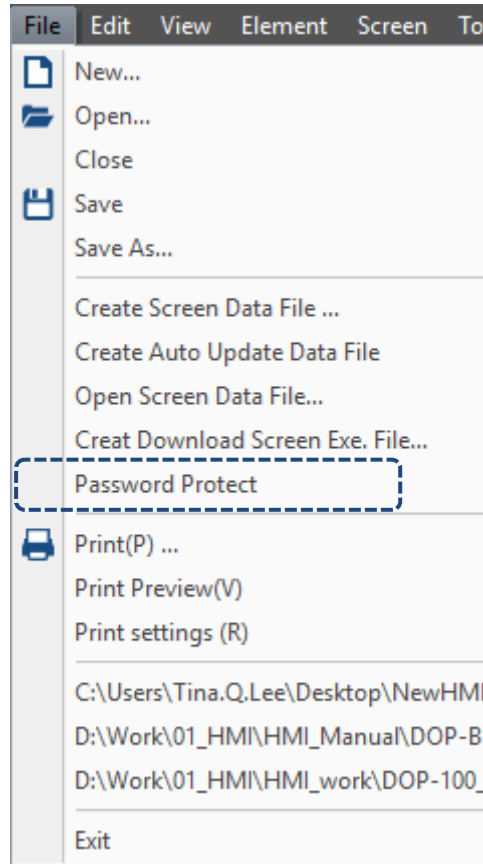 File Edit View Element Screen To
New...
Open...
Close
Save
Save As...
Create Screen Data File ...
Create Auto Update Data File
Open Screen Data File...
Creat Download Screen Exe. File...
Password Protect
Print(P) ...
Print Preview(V)
Print settings (R)
C:\Users\Tina.Q.Lee\Desktop\NewHMI
D:\Work\01_HMI\HMI_Manual\DOP-B
D:\Work\01_HMI\HMI_work\DOP-100_
Exit